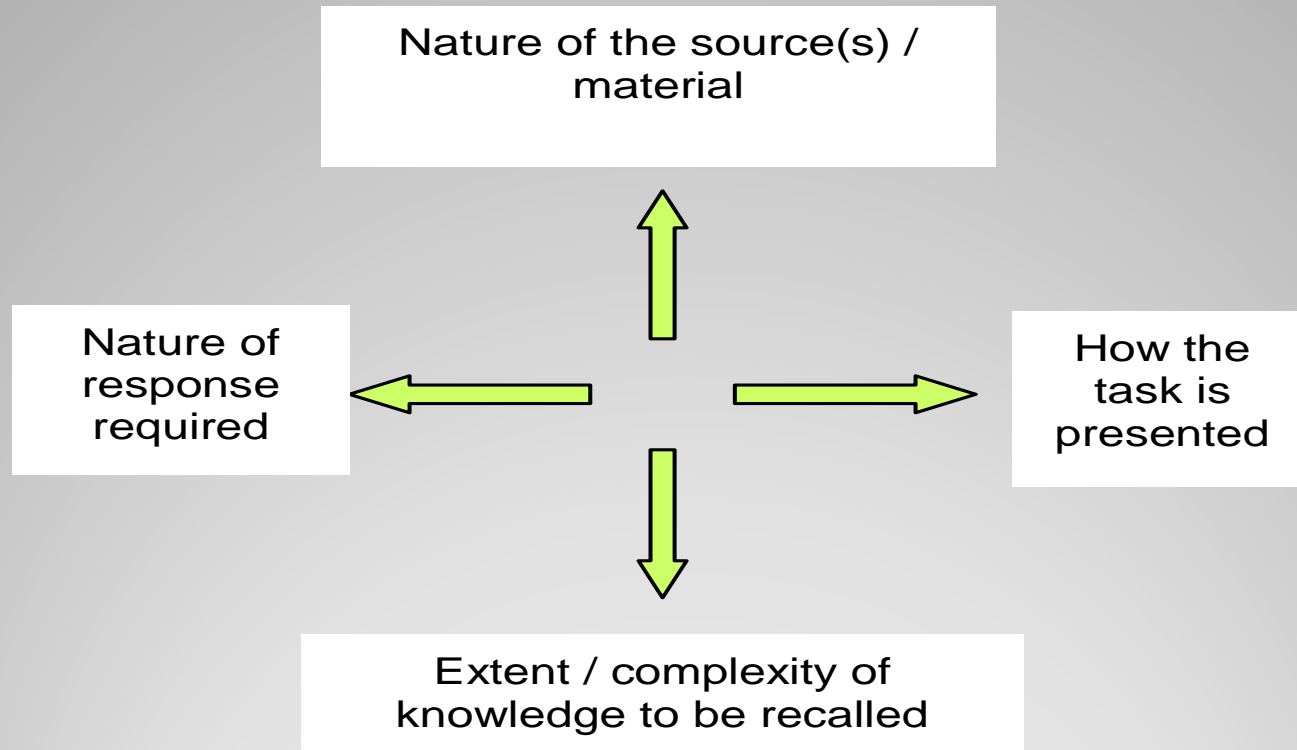 Nature of the source(s) /
material
Nature of
response
required
How the
task is
presented
Extent / complexity of
knowledge to be recalled